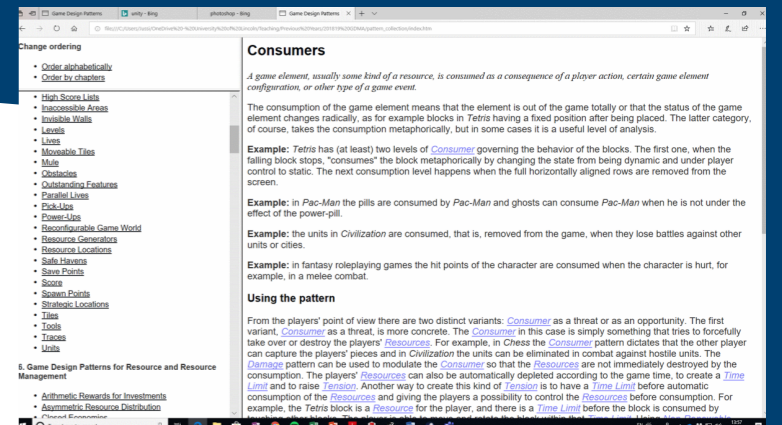 Game Design Patterns
unity - Bing
photoshop - Bing
Game Design Patterns
Change ordering
Order alphabetically
Order by chapters
High Score Lists
Inaccessible Areas
Invisible Walls
Levels
Lives
Moveable Tiles
Mule
Obstacles
Outstanding Features
Parallel Lives
Pick-Ups
Power-Ups
Reconfigurable Game World
Resource Generators
Resource Locations
Safe Havens
Save Points
Score
Spawn Points
Strategic Locations
Tiles
Tools
Traces
Units
6. Game Design Patterns for Resource and Resource
Management
Arithmetic Rewards for Investments
Asymmetric Resource Distribution
Closed Economies
Consumers
A game element, usually some kind of a resource, is consumed as a consequence of a player action, certain game element
configuration, or other type of a game event.
The consumption of the game element means that the element is out of the game totally or that the status of the game
element changes radically, as for example blocks in Tetris having a fixed position after being placed. The latter category,
of course, takes the consumption metaphorically, but in some cases it is a useful level of analysis.
Example: Tetris has (at least) two levels of Consumer governing the behavior of the blocks. The first one, when the
falling block stops, "consumes" the block metaphorically by changing the state from being dynamic and under player
control to static. The next consumption level happens when the full horizontally aligned rows are removed from the
screen.
Example: in Pac-Man the pills are consumed by Pac-Man and ghosts can consume Pac-Man when he is not under the
effect of the power-pill.
Example: the units in Civilization are consumed, that is, removed from the game, when they lose battles against other
units or cities.
Example: in fantasy roleplaying games the hit points of the character are consumed when the character is hurt, for
example, in a melee combat.
Using the pattern
From the players' point of view there are two distinct variants: Consumer as a threat or as an opportunity. The first
variant, Consumer as a threat, is more concrete. The Consumer in this case is simply something that tries to forcefully
take over or destroy the players' Resources. For example, in Chess the Consumer pattern dictates that the other player
can capture the players' pieces and in Civilization the units can be eliminated in combat against hostile units. The
Damage pattern can be used to modulate the Consumer so that the Resources are not immediately destroyed by the
consumption. The players' Resources can also be automatically depleted according to the game time, to create a Time
Limit and to raise Tension. Another way to create this kind of Tension is to have a Time Limit before automatic
consumption of the Resources and giving the players a possibility to control the Resources before consumption. For
example, the Tetris block is a Resource for the player, and there is a Time Limit before the block is consumed by
13:57